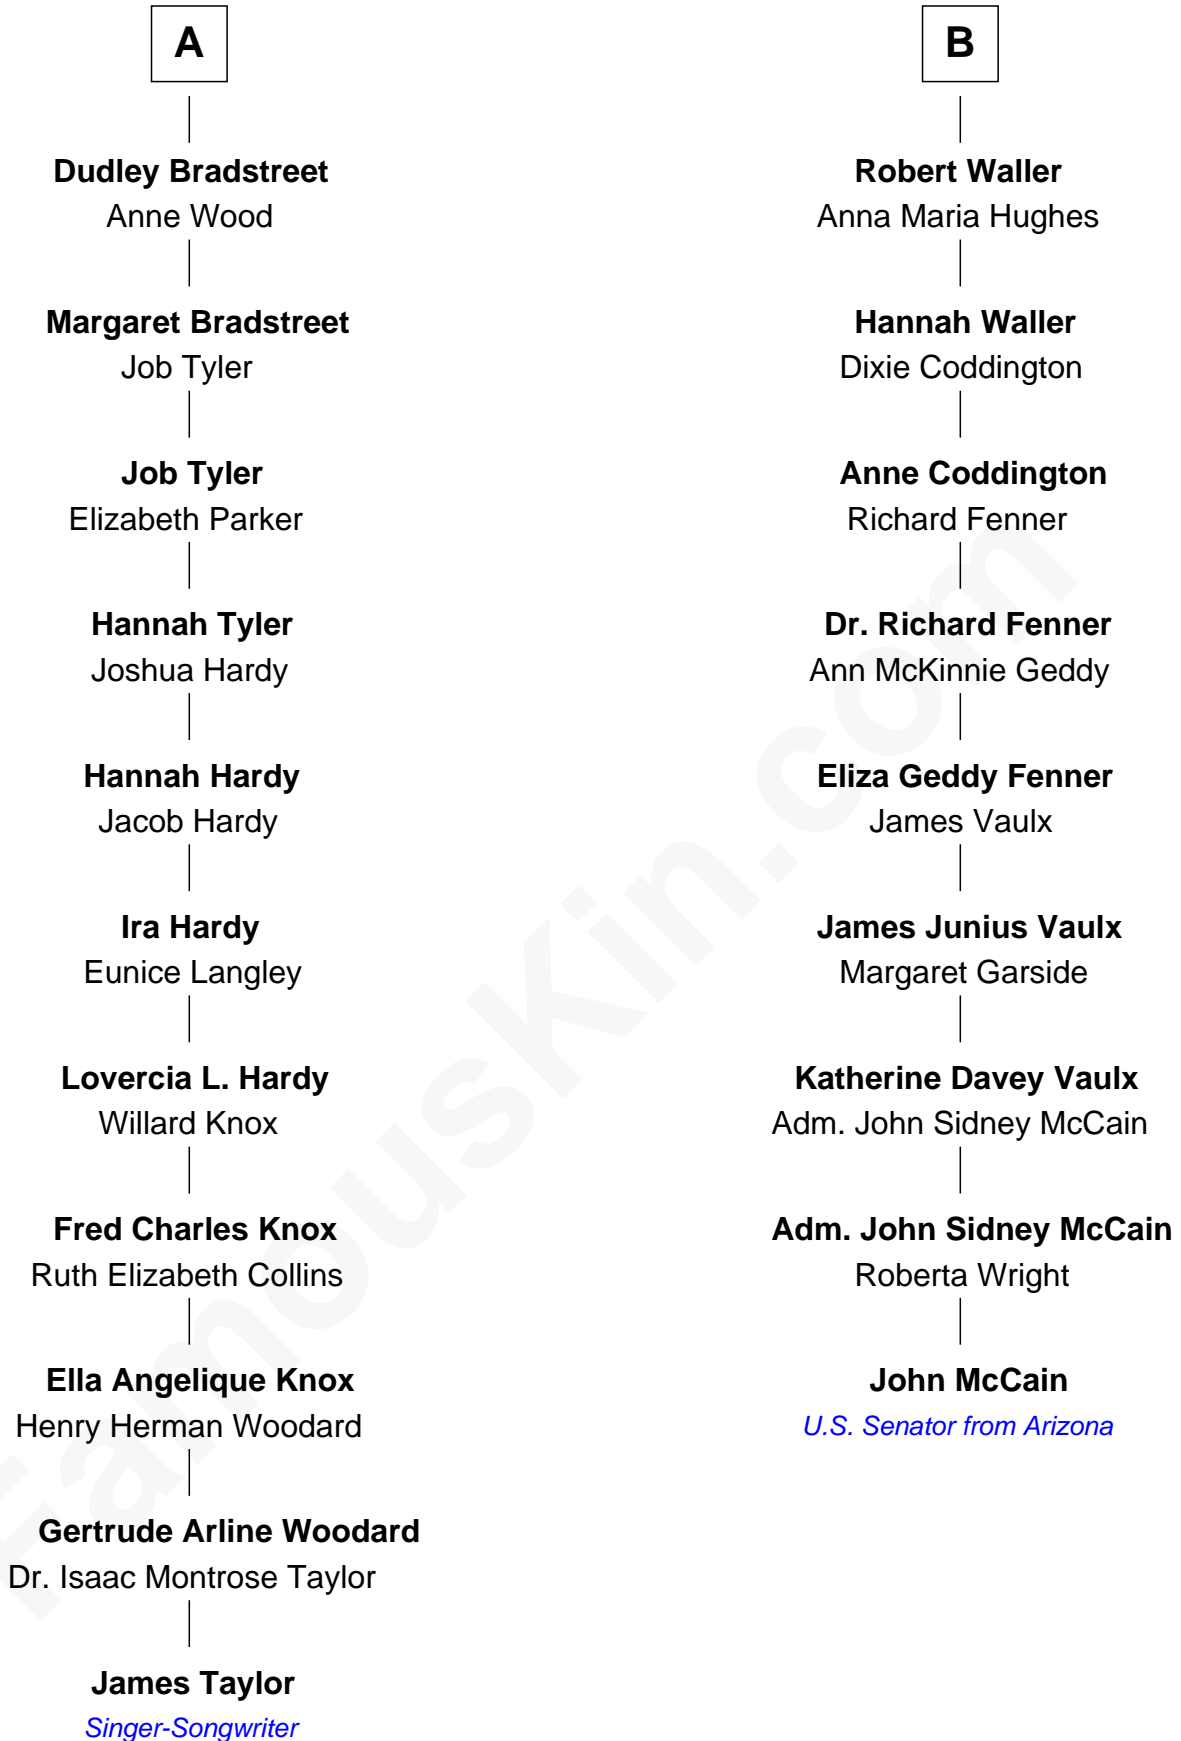 A
Dudley Bradstreet
Anne Wood
Margaret Bradstreet
Job Tyler
Job Tyler
Elizabeth Parker
Hannah Tyler
Joshua Hardy
Hannah Hardy
Jacob Hardy
Ira Hardy
Eunice Langley
Lovercia L. Hardy
Willard Knox
Fred Charles Knox
Ruth Elizabeth Collins
Ella Angelique Knox
Henry Herman Woodard
Gertrude Arline Woodard
Dr. Isaac Montrose Taylor
James Taylor
Singer-Songwriter
B
Robert Waller
Anna Maria Hughes
Hannah Waller
Dixie Coddington
Anne Coddington
Richard Fenner
Dr. Richard Fenner
Ann McKinnie Geddy
Eliza Geddy Fenner
James Vaulx
James Junius Vaulx
Margaret Garside
Katherine Davey Vaulx
Adm. John Sidney McCain
Adm. John Sidney McCain
Roberta Wright
John McCain
U.S. Senator from Arizona
FamousKin.com